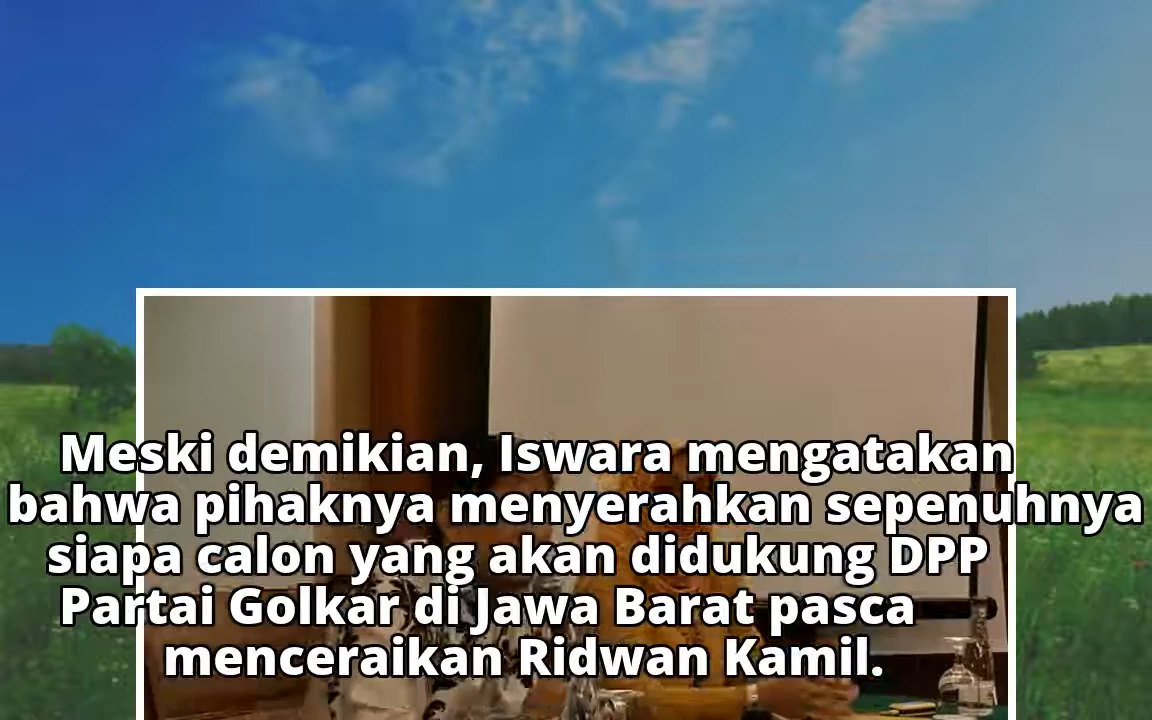 Meski demikian, Iswara mengatakan
bahwa pihaknya menyerahkan sepenuhnya
siapa calon yang akan didukung DPP
Partai Golkar di Jawa Barat pasca
menceraikan Ridwan Kamil.